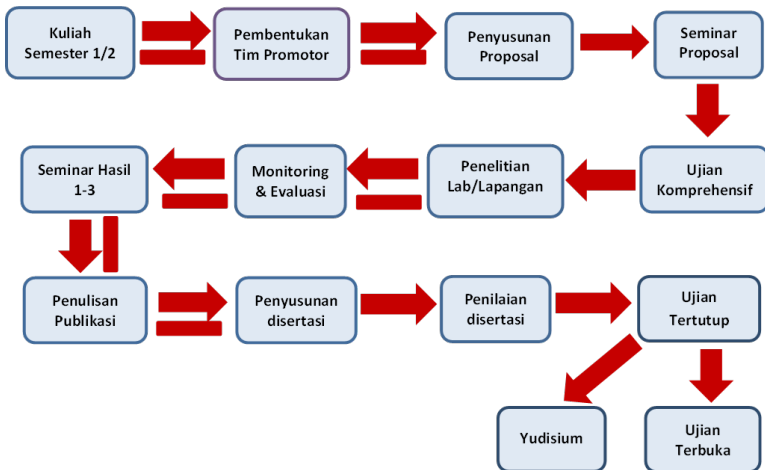 Kuliah
Semester 1/2
Pembentukan
Tim Promotor
Penyusunan
Proposal
Seminar
Proposal
Ujian
Komprehensif
Penelitian
Lab/Lapangan
Monitoring
& Evaluasi
Seminar Hasil
1-3
Penulisan
Publikasi
Penyusunan
disertasi
Penilaian
disertasi
Ujian
Tertutup
Yudisium
Ujian
Terbuka